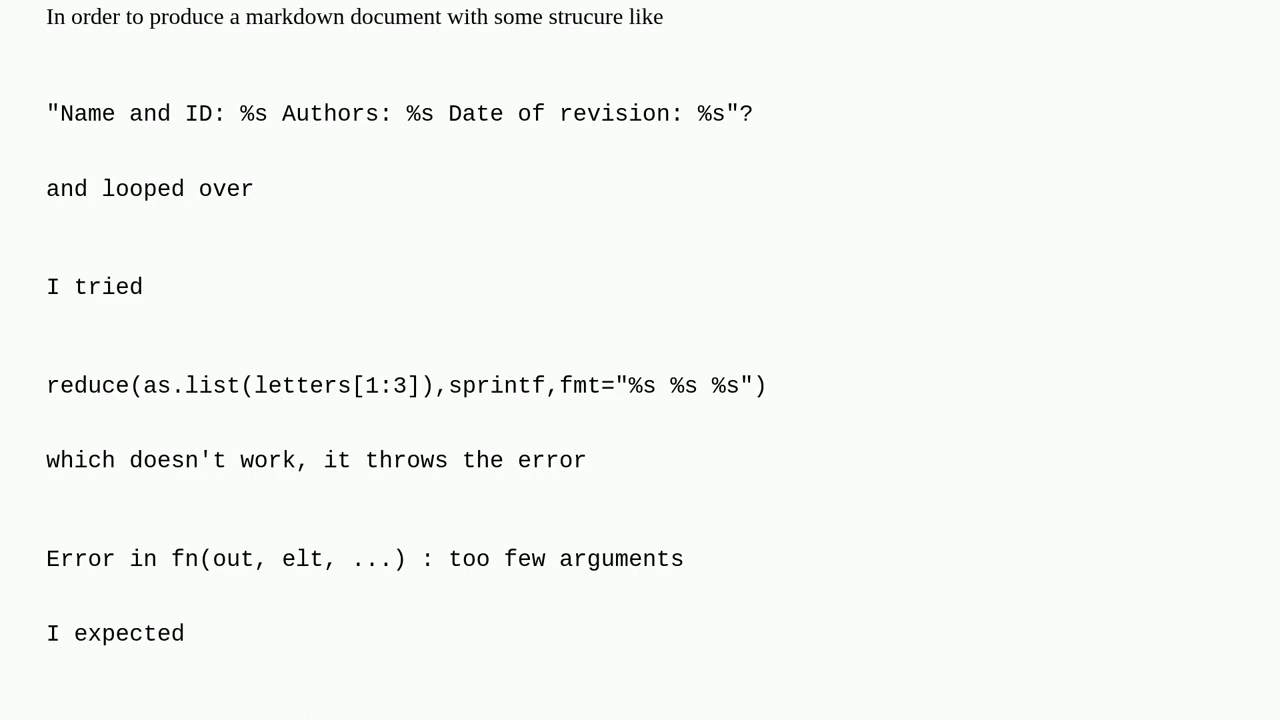 In order to produce a markdown document with some strucure like
"Name and ID: %s Authors: %s Date of revision: %s"?
and looped over
I tried
reduce(as.list(letters[1:3]),sprintf,fmt="%s %s %s")
which doesn't work, it throws the error
Error in fn(out, elt, ...) : too few arguments
I expected